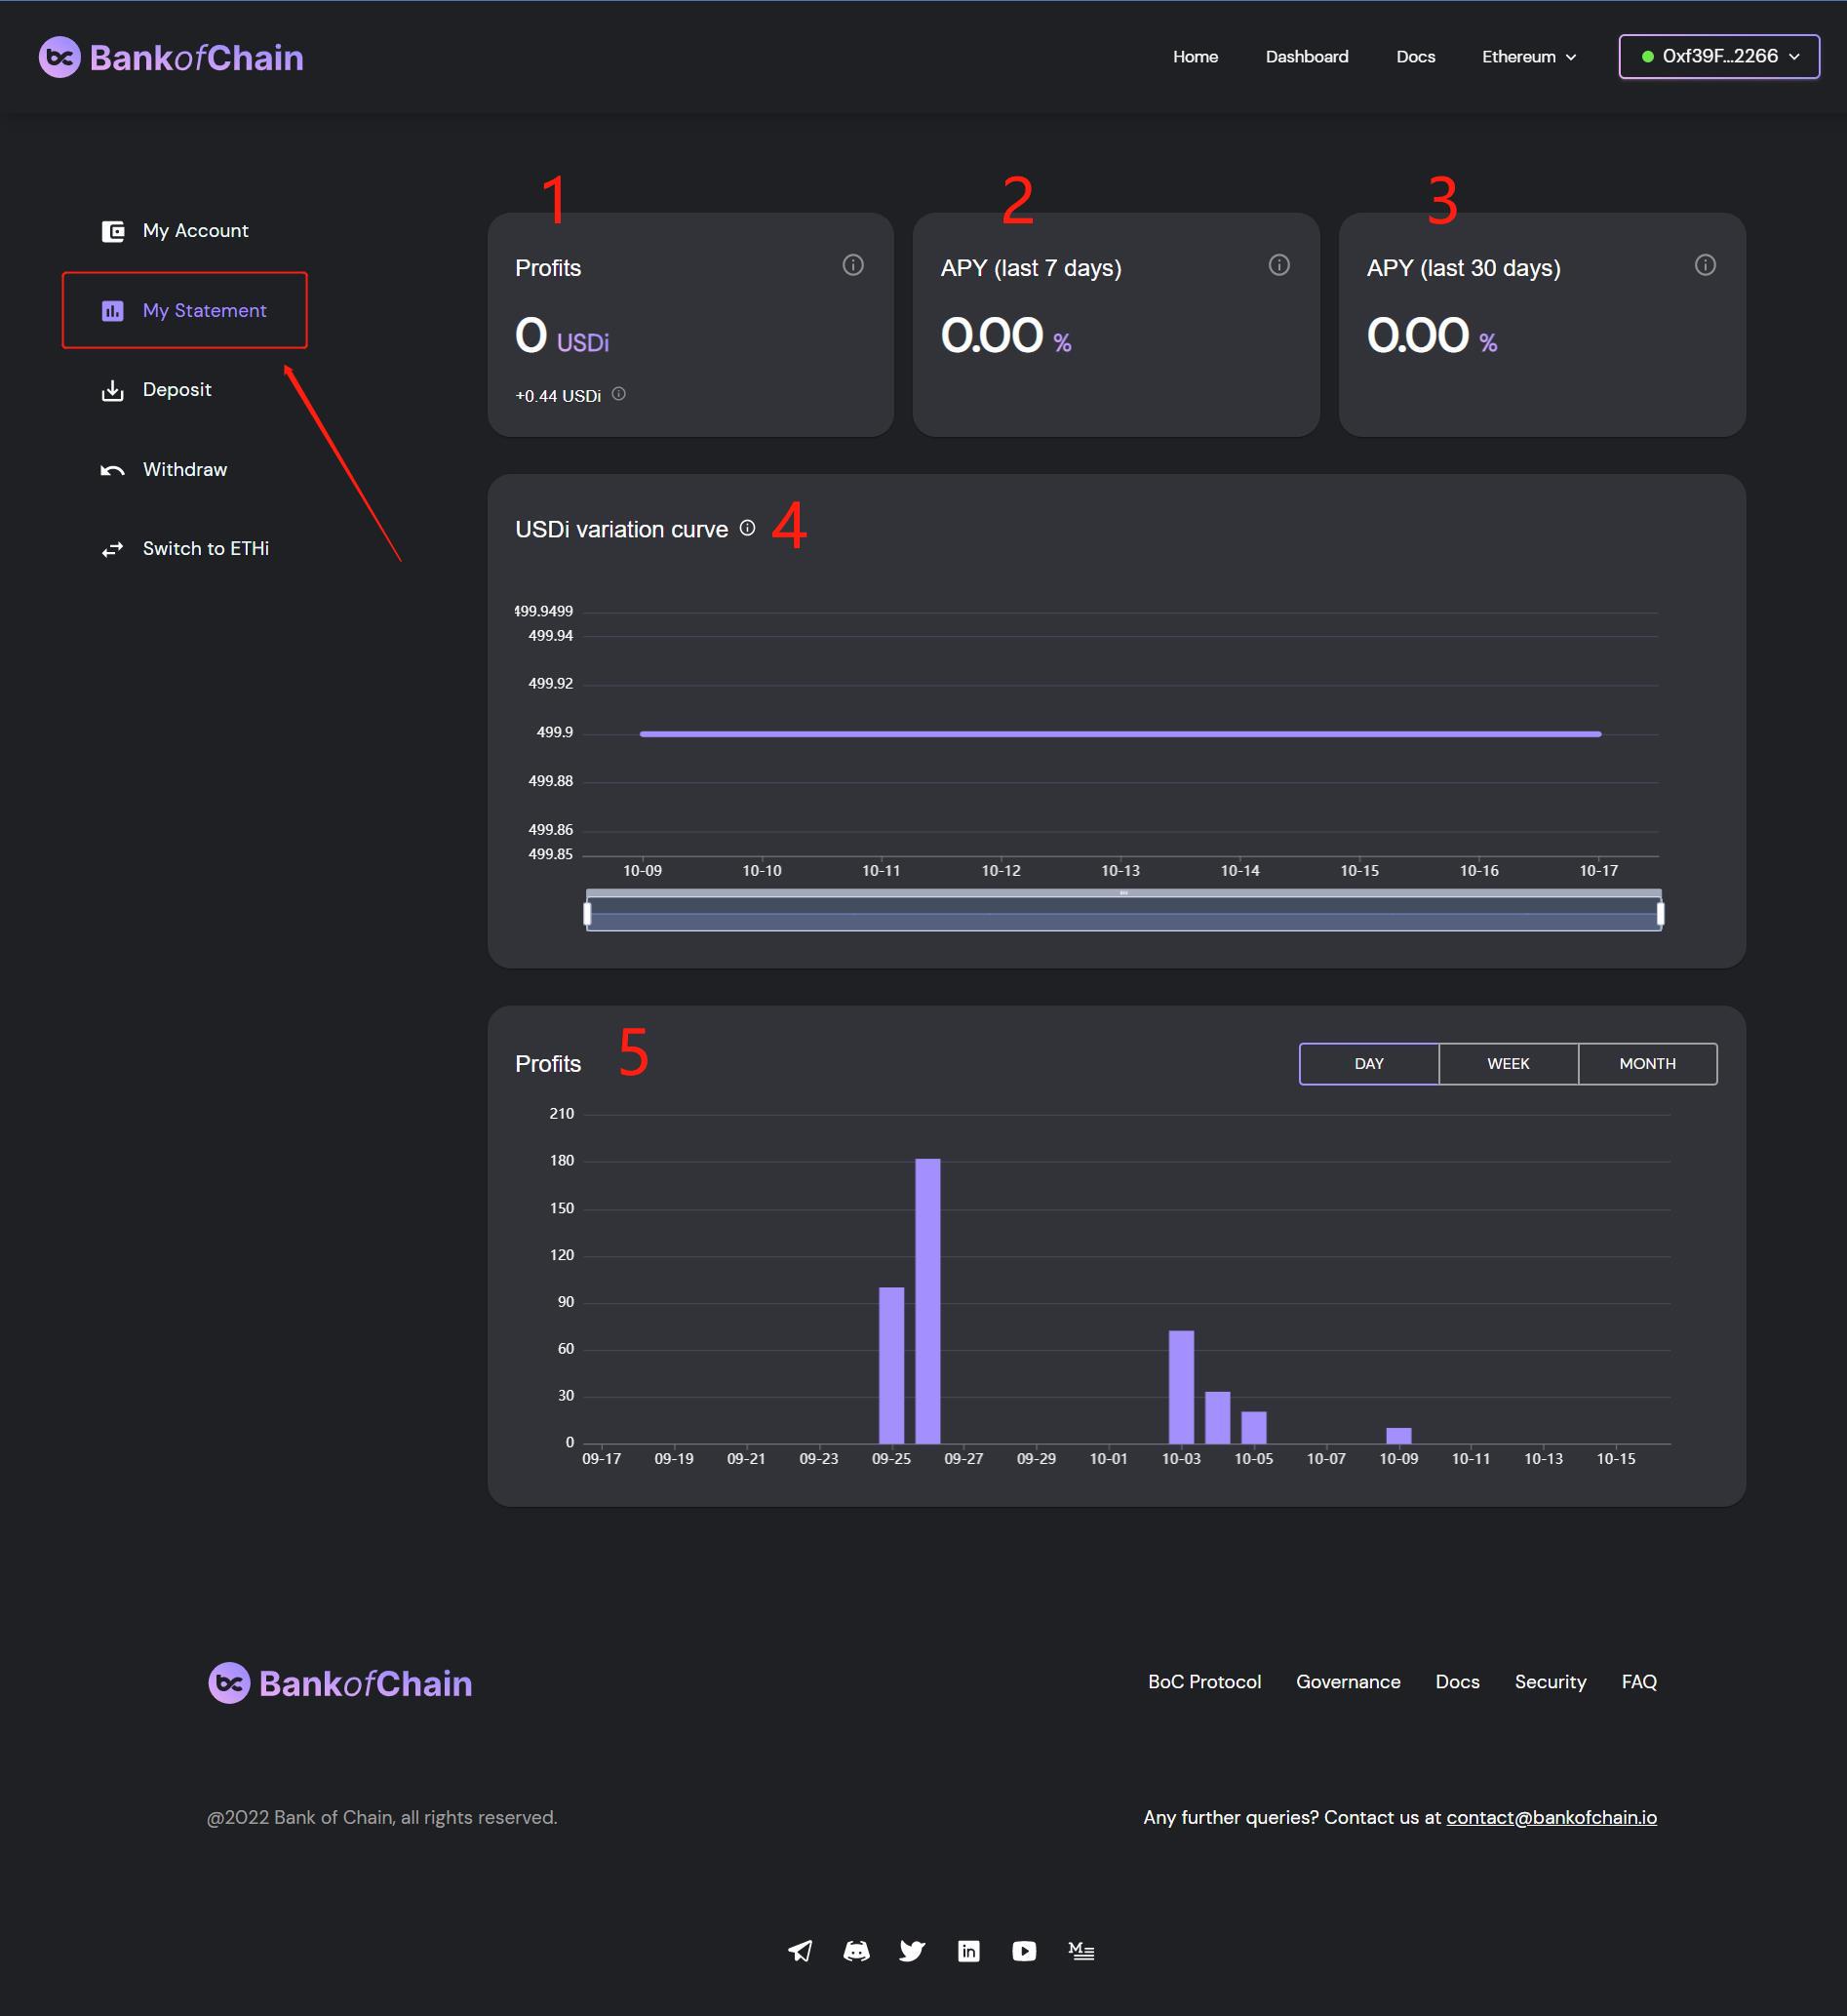 BankofChain
Home Dashboard Docs Ethereum 0xf39F...2266
My Account
My Statement
Deposit
Withdraw
Switch to ETHi
1 2 3
Profits
0 USDi
+0.44 USDi
APY (last 7 days)
0.00 %
APY (last 30 days)
0.00 %
USDi variation curve 4
499.9499
499.94
499.92
499.9
499.88
499.86
499.85
10-09 10-10 10-11 10-12 10-13 10-14 10-15 10-16 10-17
Profits 5
DAY WEEK MONTH
210
180
150
120
90
60
30
0
09-17 09-19 09-21 09-23 09-25 09-27 09-29 10-01 10-03 10-05 10-07 10-09 10-11 10-13 10-15
BankofChain
BoC Protocol Governance Docs Security FAQ
@2022 Bank of Chain, all rights reserved.
Any further queries? Contact us at contact@bankofchain.io